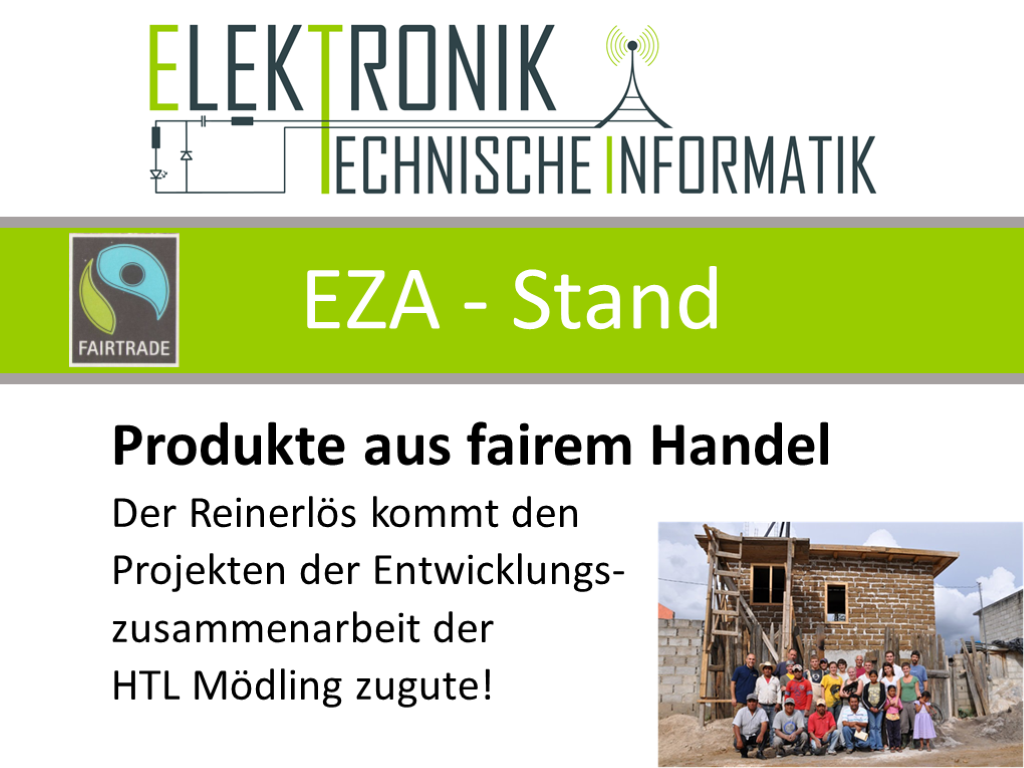 ELEKTRONIK
TECHNISCHE INFORMATIK
FAIRTRADE
EZA - Stand
Produkte aus fairem Handel
Der Reinerlös kommt den
Projekten der Entwicklungs-
zusammenarbeit der
HTL Mödling zugute!